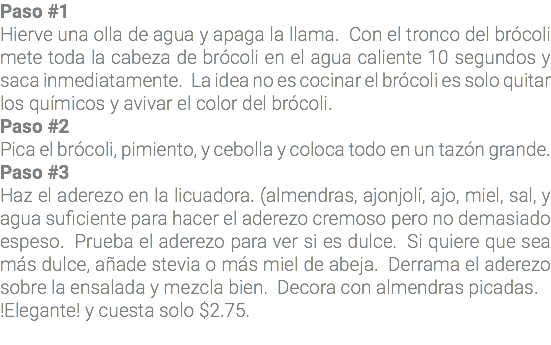 Paso #1
Hierve una olla de agua y apaga la llama.  Con el tronco del brócoli
mete toda la cabeza de brócoli en el agua caliente 10 segundos y
saca inmediatamente.  La idea no es cocinar el brócoli es solo quitar
los químicos y avivar el color del brócoli.
Paso #2
Pica el brócoli, pimiento, y cebolla y coloca todo en un tazón grande.
Paso #3
Haz el aderezo en la licuadora. (almendras, ajonjolí, ajo, miel, sal, y
agua suficiente para hacer el aderezo cremoso pero no demasiado
espeso.  Prueba el aderezo para ver si es dulce.  Si quiere que sea
más dulce, añade stevia o más miel de abeja.  Derrama el aderezo
sobre la ensalada y mezcla bien.  Decora con almendras picadas.
!Elegante! y cuesta solo $2.75.